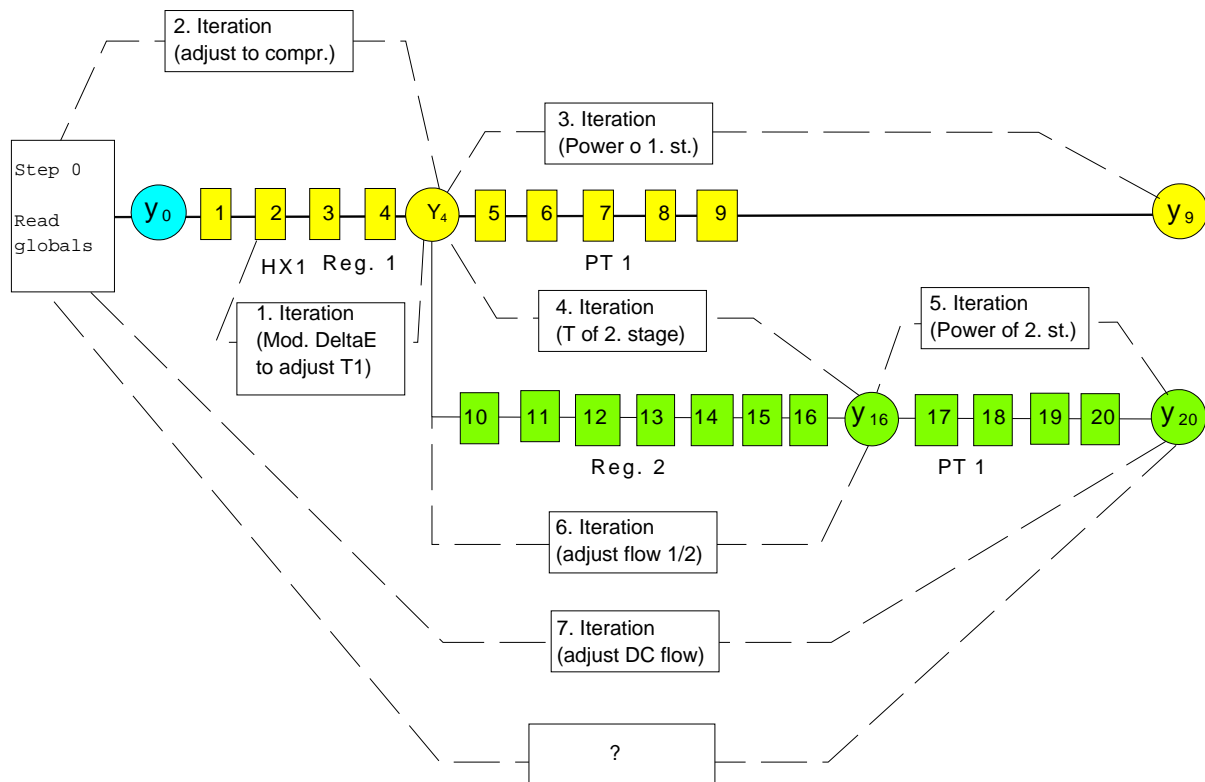 2. Iteration
(adjust to compr.)
3. Iteration
(Power o 1. st.)
Step 0
Read
globals
y0
1
2
3
4
Y4
5
6
7
8
9
y9
HX1
Reg. 1
PT 1
1. Iteration
(Mod. DeltaE
to adjust T1)
4. Iteration
(T of 2. stage)
5. Iteration
(Power of 2. st.)
10
11
12
13
14
15
16
y16
17
18
19
20
y20
Reg. 2
PT 1
6. Iteration
(adjust flow 1/2)
7. Iteration
(adjust DC flow)
?